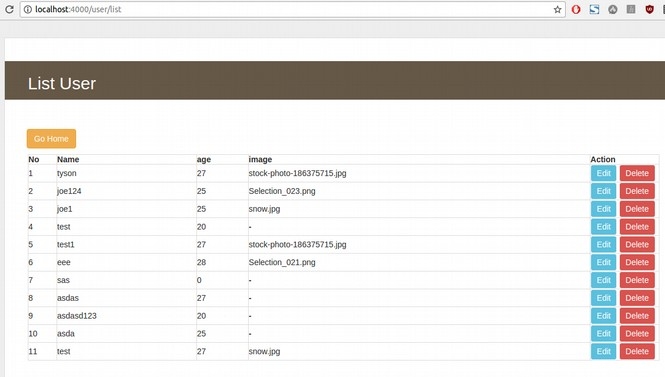 localhost:4000/user/list
List User
Go Home
No Name age image Action
1 tyson 27 stock-photo-186375715.jpg Edit Delete
2 joe124 25 Selection_023.png Edit Delete
3 joe1 25 snow.jpg Edit Delete
4 test 20 - Edit Delete
5 test1 27 stock-photo-186375715.jpg Edit Delete
6 eee 28 Selection_021.png Edit Delete
7 sas 0 - Edit Delete
8 asdas 27 - Edit Delete
9 asdasd123 20 - Edit Delete
10 asda 25 - Edit Delete
11 test 27 snow.jpg Edit Delete